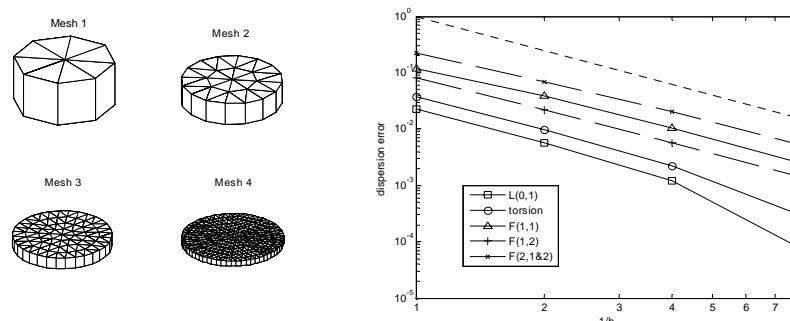 Mesh 1
Mesh 2
Mesh 3
Mesh 4
10^0
10^-1
10^-2
10^-3
10^-4
10^-5
dispersion error
L(0,1)
torsion
F(1,1)
F(1,2)
F(2,1&2)
1 2 3 4 5 6 7
1/h